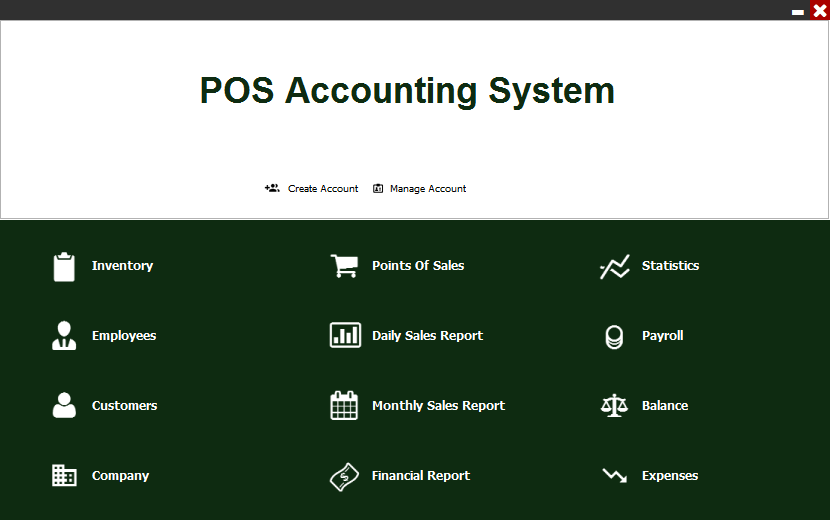 POS Accounting System
Create Account Manage Account
Inventory Points Of Sales Statistics
Employees Daily Sales Report Payroll
Customers Monthly Sales Report Balance
Company Financial Report Expenses